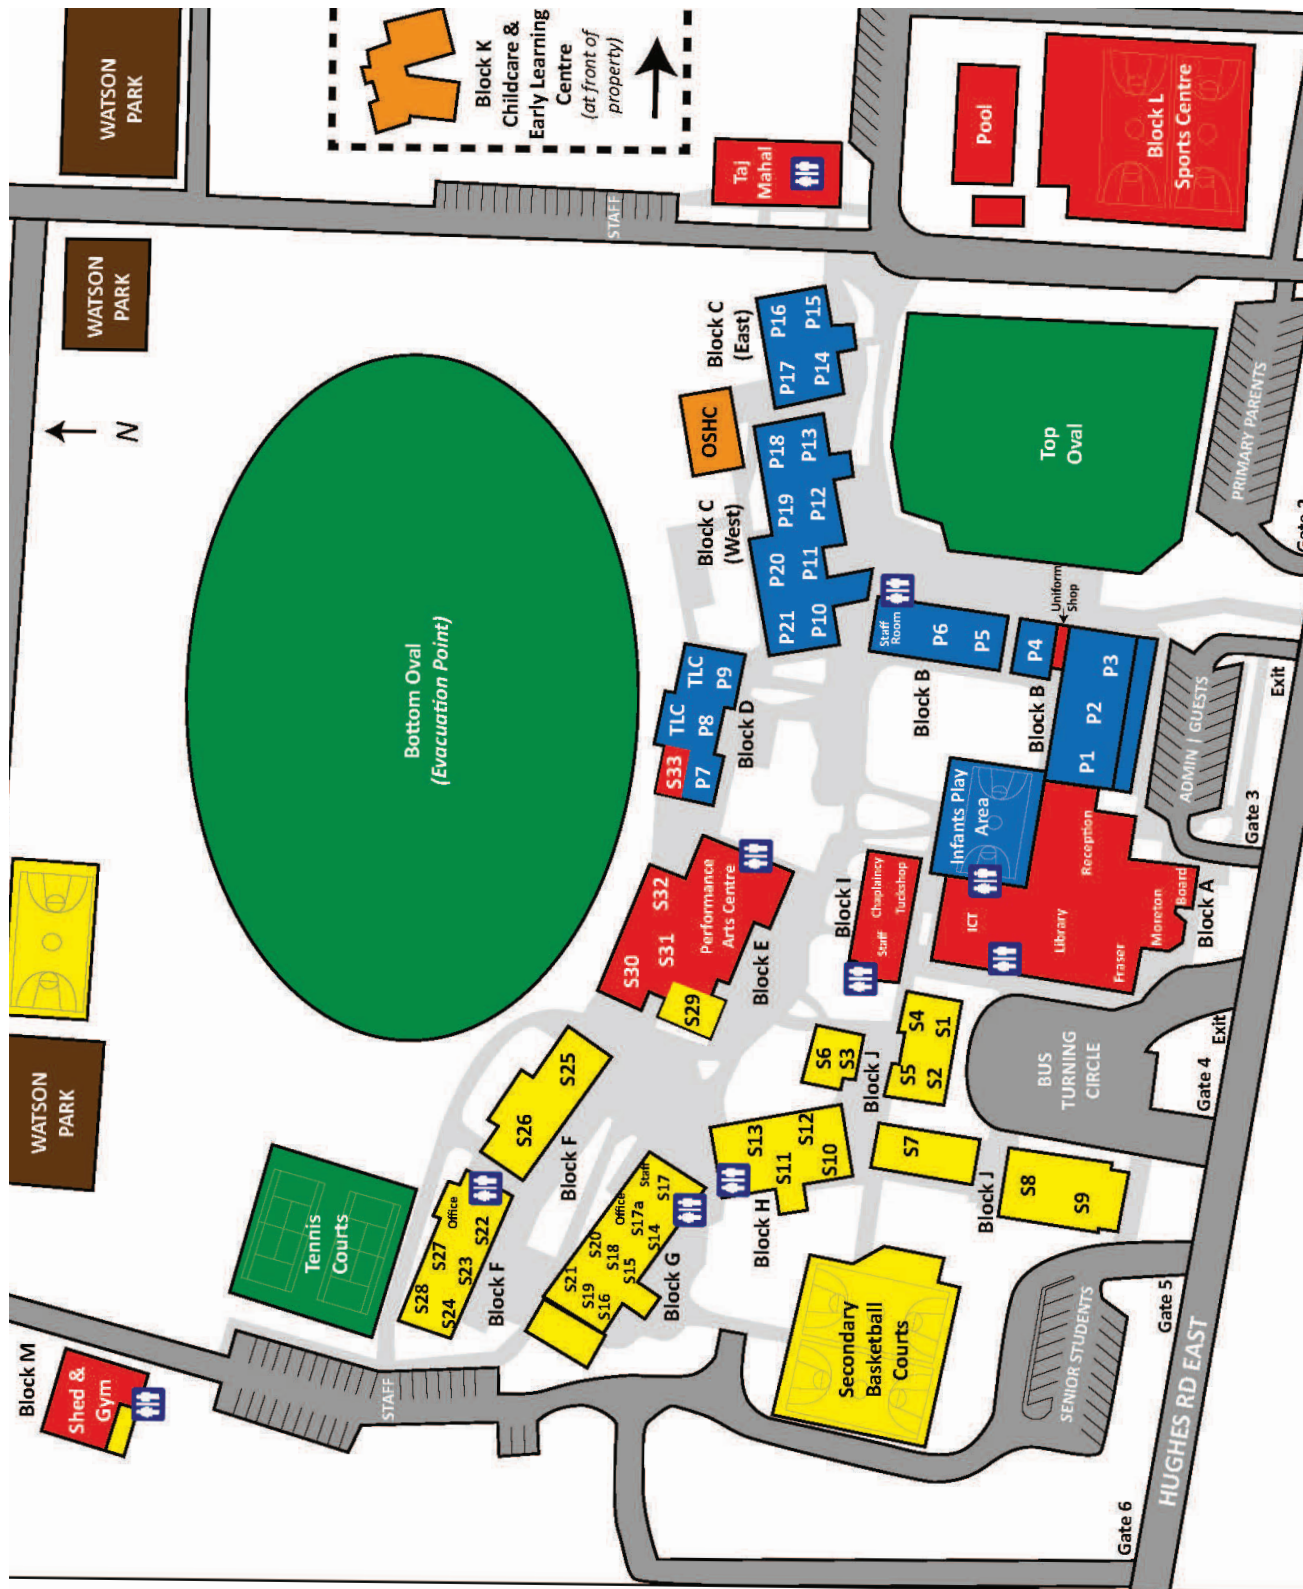 Block M
Shed &
Gym
WATSON
PARK
WATSON
PARK
WATSON
PARK
N
Tennis
Courts
STAFF
Bottom Oval
(Evacuation Point)
STAFF
Block K
Childcare &
Early Learning
Centre
(at front of
property)
S28
S27
Office
S24
S23
S22
Block F
S26
S25
Block F
S21
S20
Office
Staff
S19
S18
S17a
S17
S16
S15
S14
Block G
S30
S31
S32
S29
Performance
Arts Centre
Block E
S33
TLC
TLC
P7
P8
P9
Block D
OSHC
Block C
(West)
P21
P20
P19
P18
P10
P11
P12
P13
Block C
(East)
P17
P16
P14
P15
Taj
Mahal
Pool
Block L
Sports Centre
S13
S11
S12
S10
Block H
S6
S3
Block J
S5
S4
S2
S1
S7
Block J
S8
S9
Block I
Staff
Chaplaincy
Tuckshop
Infants Play
Area
ICT
Library
Reception
Fraser
Moreton
Board
Block A
Staff
Room
P6
P5
Block B
P4
Uniform
Shop
Block B
P1
P2
P3
Top
Oval
Secondary
Basketball
Courts
SENIOR STUDENTS
BUS
TURNING
CIRCLE
ADMIN | GUESTS
PRIMARY PARENTS
Gate 6
Gate 5
Gate 4
Exit
Gate 3
Exit
HUGHES RD EAST